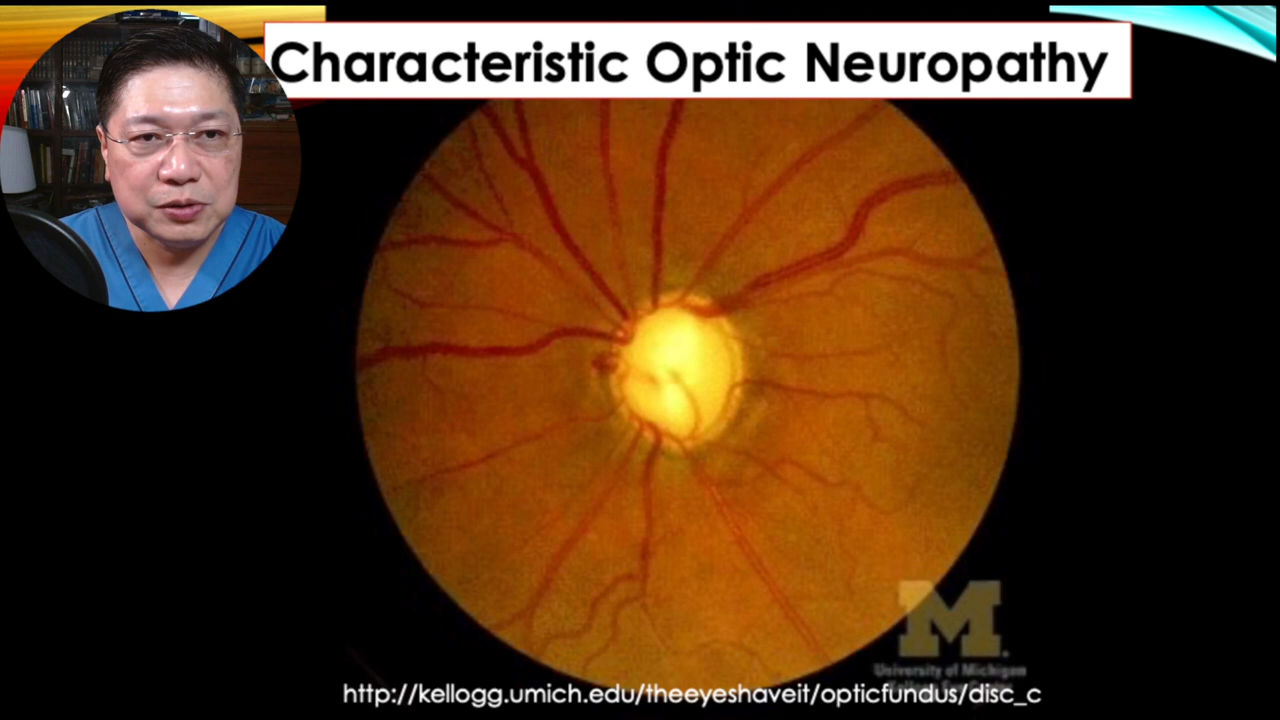 Characteristic Optic Neuropathy
M
University of Michigan
http://kellogg.umich.edu/theeyeshaveit/opticfundus/disc_c